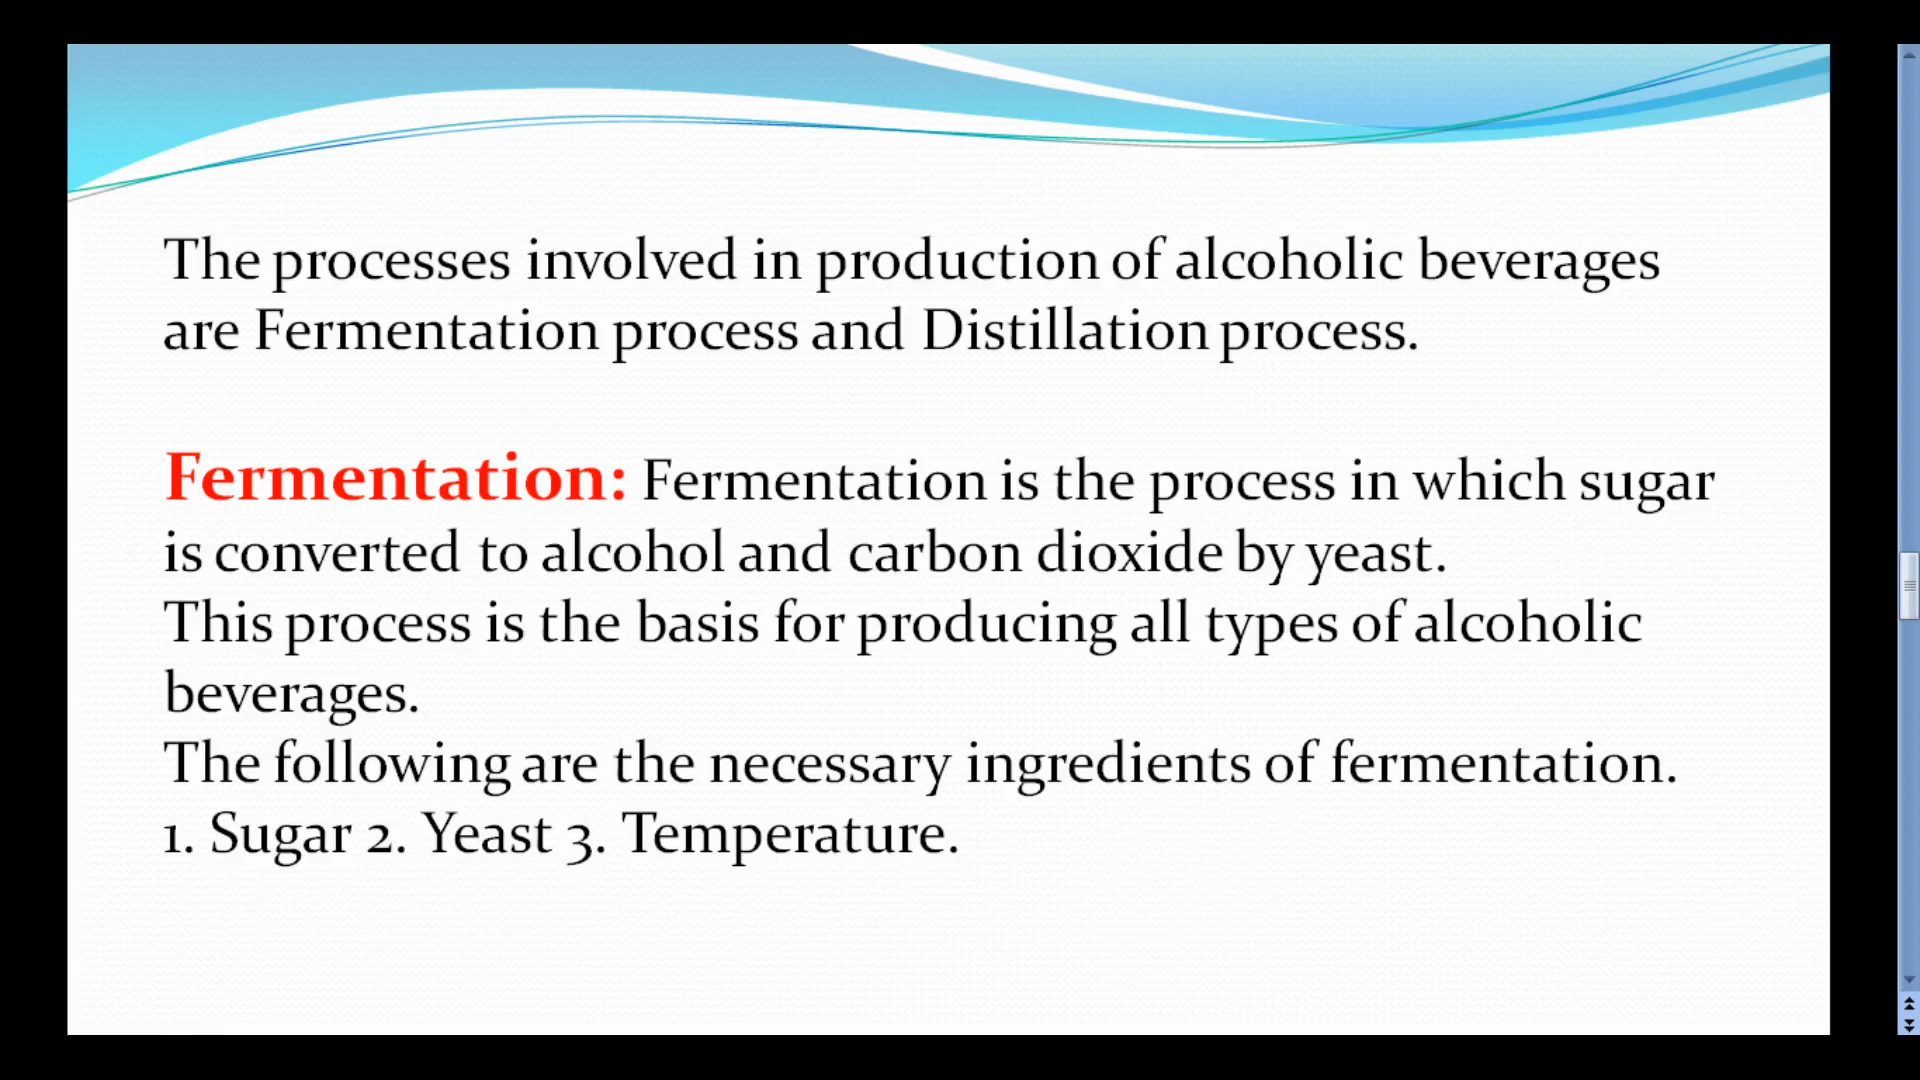 The processes involved in production of alcoholic beverages
are Fermentation process and Distillation process.
Fermentation: Fermentation is the process in which sugar
is converted to alcohol and carbon dioxide by yeast.
This process is the basis for producing all types of alcoholic
beverages.
The following are the necessary ingredients of fermentation.
1. Sugar 2. Yeast 3. Temperature.